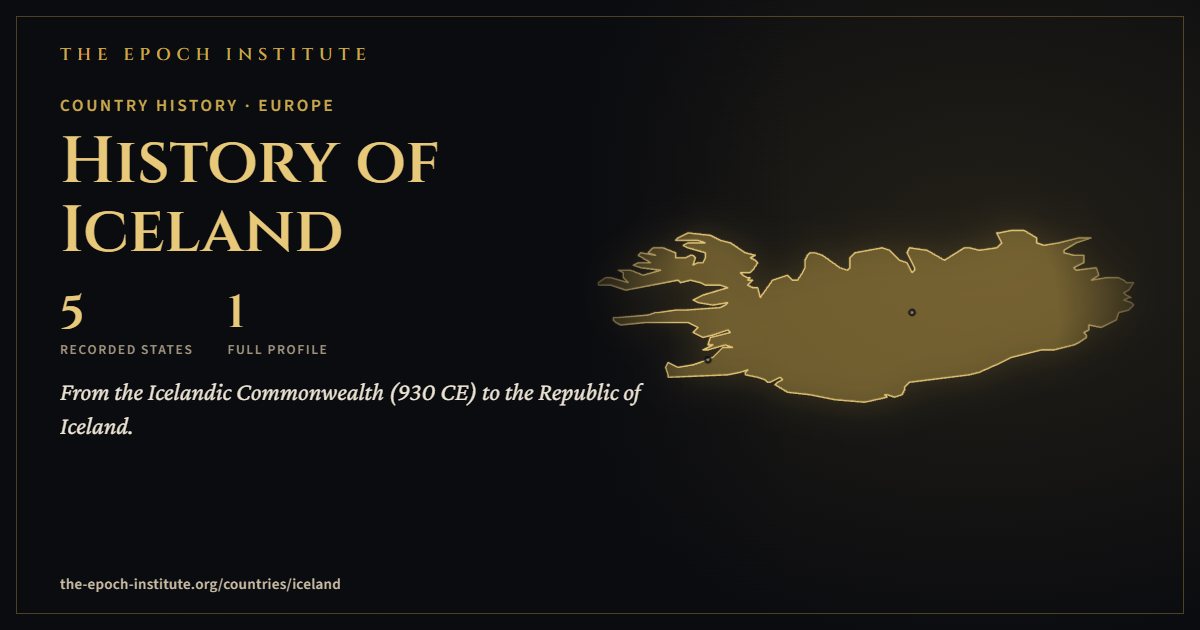 THE EPOCH INSTITUTE
COUNTRY HISTORY · EUROPE
History of
Iceland
5
1
RECORDED STATES
FULL PROFILE
From the Icelandic Commonwealth (930 CE) to the Republic of
Iceland.
the-epoch-institute.org/countries/iceland